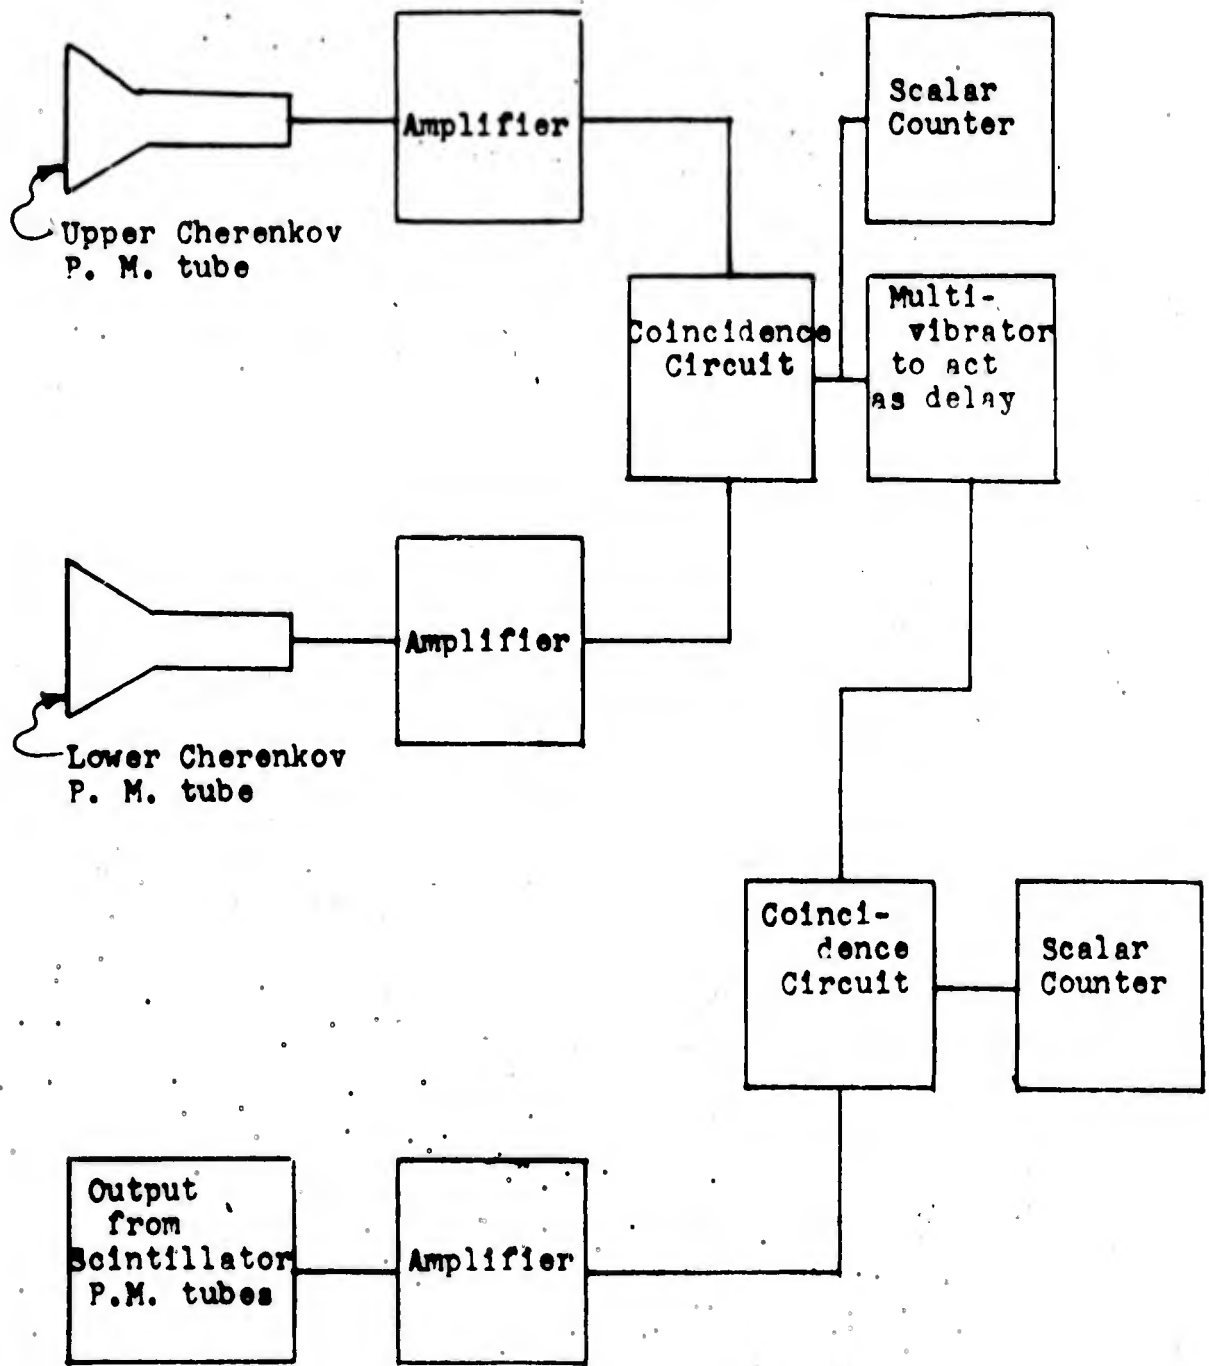 Amplifier
Scalar
Counter
Upper Cherenkov
P. M. tube
Coincidence
Circuit
Multi-
vibrator
to act
as delay
Amplifier
Lower Cherenkov
P. M. tube
Coinci-
dence
Circuit
Scalar
Counter
Output
from
Scintillator
P.M. tubes
Amplifier